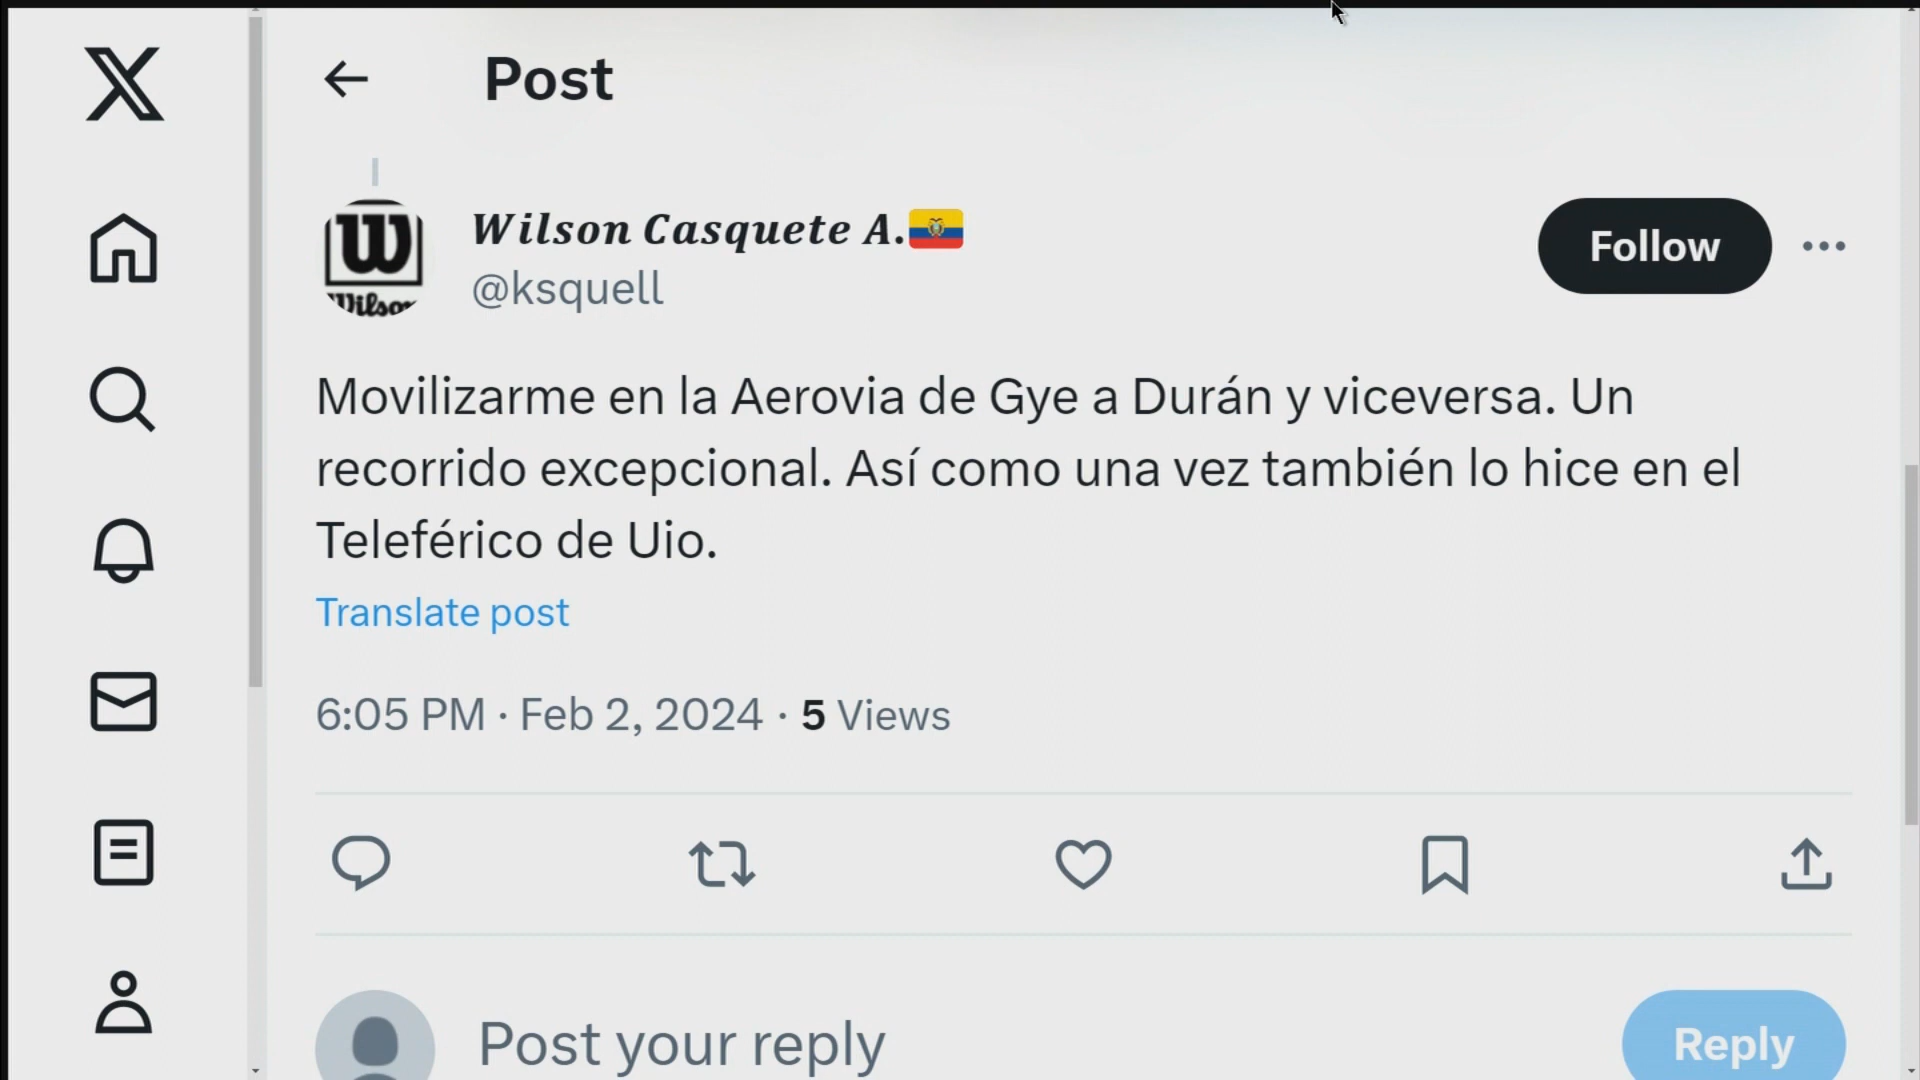 Post
Wilson Casquete A.
Follow
Wilson
@ksquell
Movilizarme en la Aerovia de Gye a Durán y viceversa. Un
recorrido excepcional. Así como una vez también lo hice en el
Teleférico de Uio.
Translate post
6:05 PM · Feb 2, 2024 · 5 Views
Post your reply
Reply